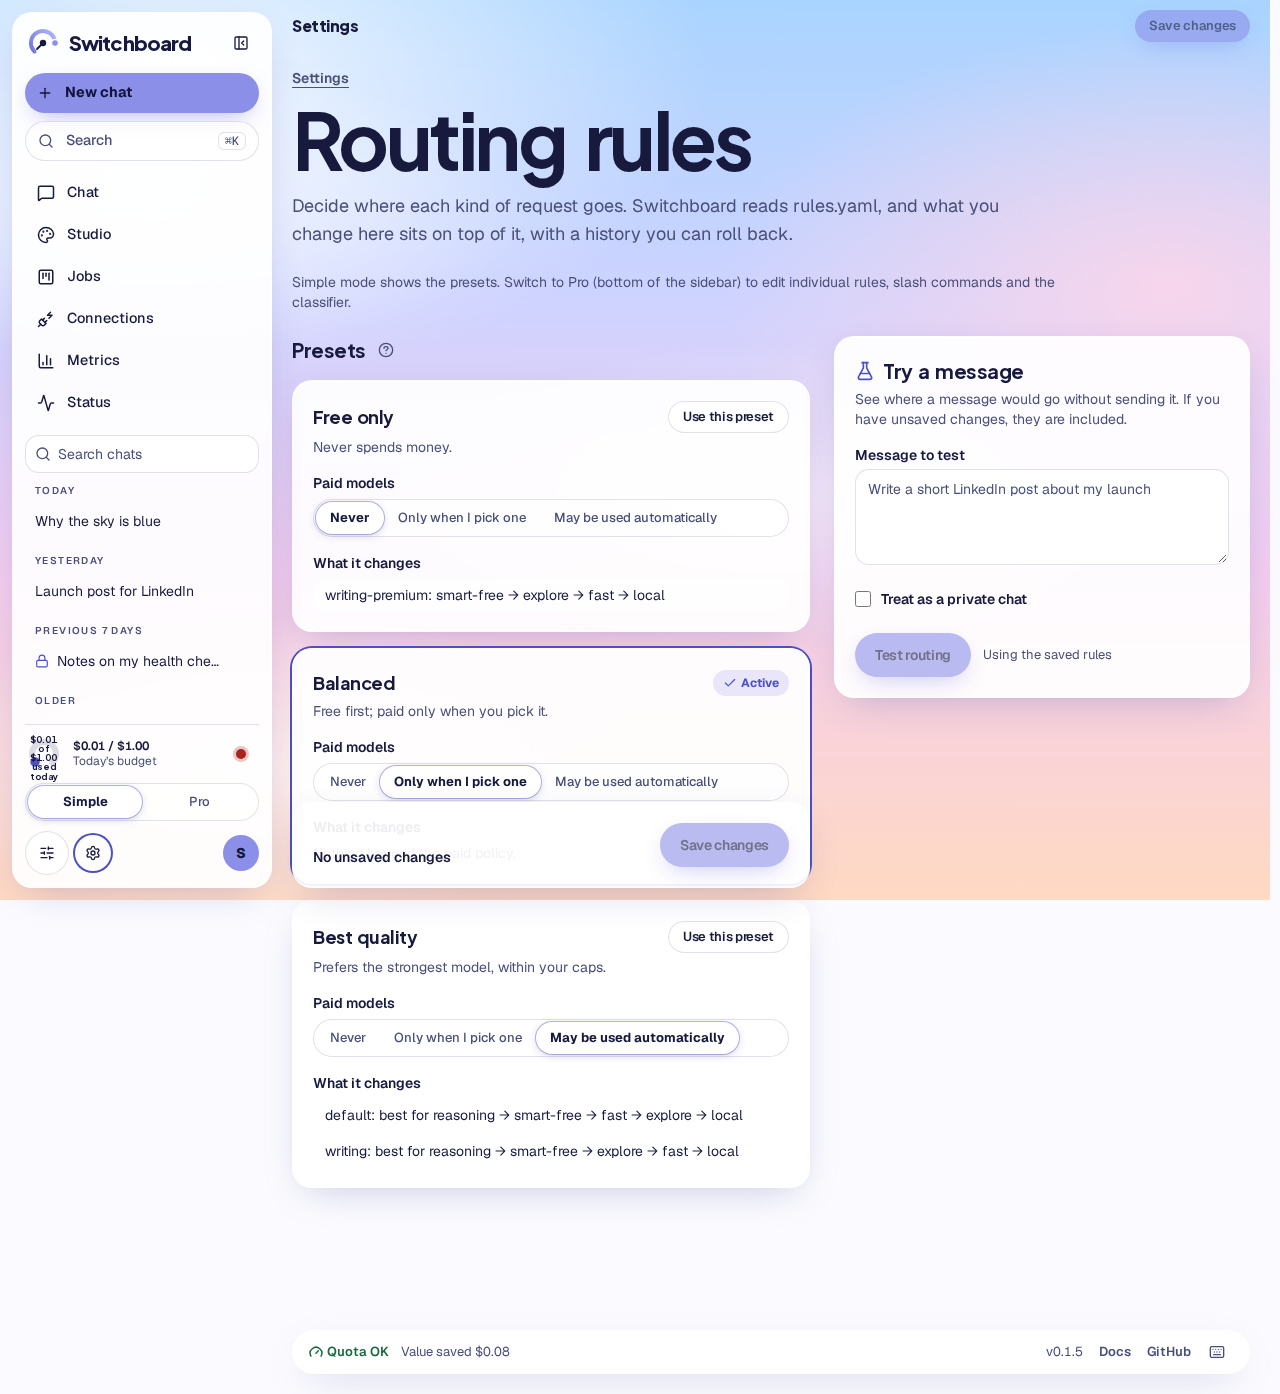 Switchboard
New chat
Search ⌘K
Chat
Studio
Jobs
Connections
Metrics
Status
Search chats
TODAY
Why the sky is blue
YESTERDAY
Launch post for LinkedIn
PREVIOUS 7 DAYS
Notes on my health che...
OLDER
$0.01
of
$1.00
used
today
$0.01 / $1.00
Today's budget
Simple Pro
S
Settings Save changes
Settings
Routing rules
Decide where each kind of request goes. Switchboard reads rules.yaml, and what you
change here sits on top of it, with a history you can roll back.
Simple mode shows the presets. Switch to Pro (bottom of the sidebar) to edit individual rules, slash commands and the
classifier.
Presets
Free only Use this preset
Never spends money.
Paid models
Never Only when I pick one May be used automatically
What it changes
writing-premium: smart-free → explore → fast → local
Balanced Active
Free first; paid only when you pick it.
Paid models
Never Only when I pick one May be used automatically
What it changes
paid policy.
No unsaved changes Save changes
Best quality Use this preset
Prefers the strongest model, within your caps.
Paid models
Never Only when I pick one May be used automatically
What it changes
default: best for reasoning → smart-free → fast → explore → local
writing: best for reasoning → smart-free → explore → fast → local
Try a message
See where a message would go without sending it. If you
have unsaved changes, they are included.
Message to test
Write a short LinkedIn post about my launch
Treat as a private chat
Test routing Using the saved rules
Quota OK Value saved $0.08 v0.1.5 Docs GitHub